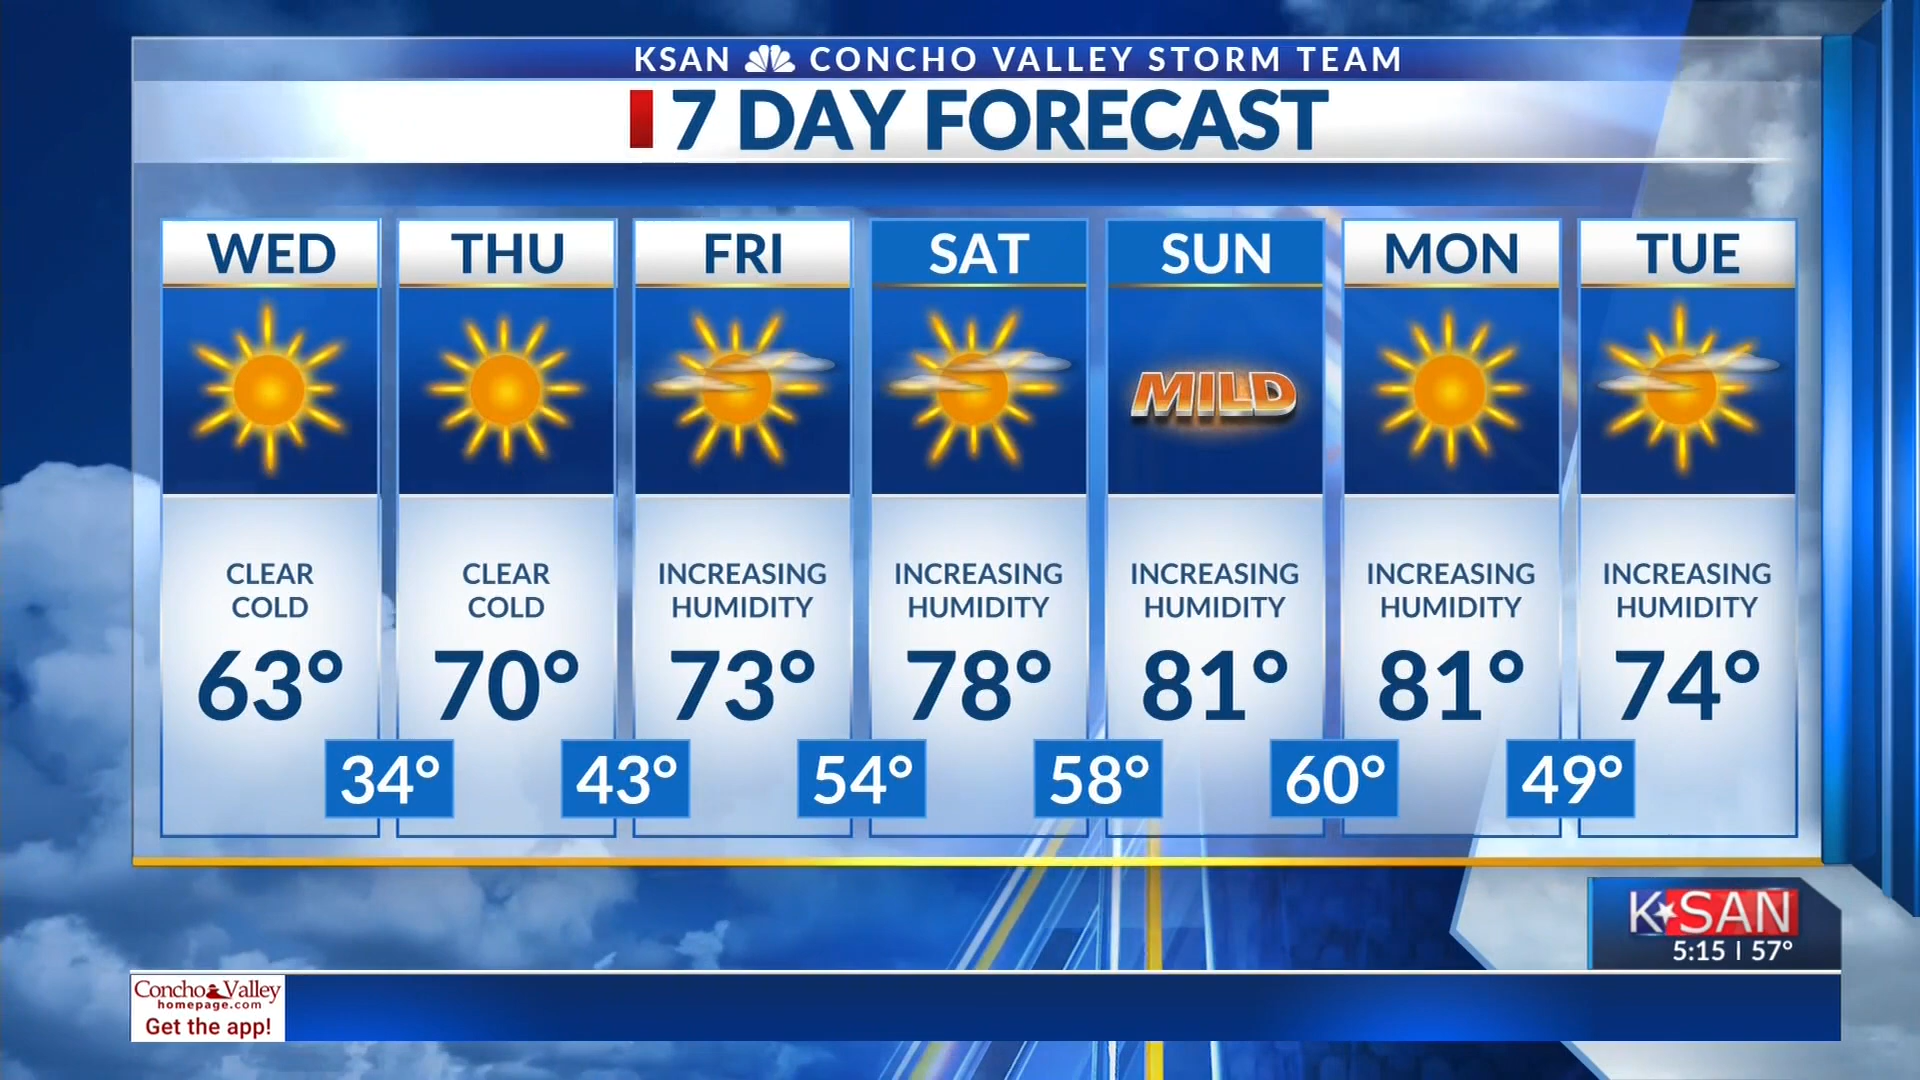 KSAN CONCHO VALLEY STORM TEAM
7 DAY FORECAST
WED THU FRI SAT SUN MON TUE
MILD
CLEAR COLD
63°
CLEAR COLD
70°
INCREASING HUMIDITY
73°
INCREASING HUMIDITY
78°
INCREASING HUMIDITY
81°
INCREASING HUMIDITY
81°
INCREASING HUMIDITY
74°
34° 43° 54° 58° 60° 49°
KSAN
5:15 | 57°
Concho Valley
homepage.com
Get the app!